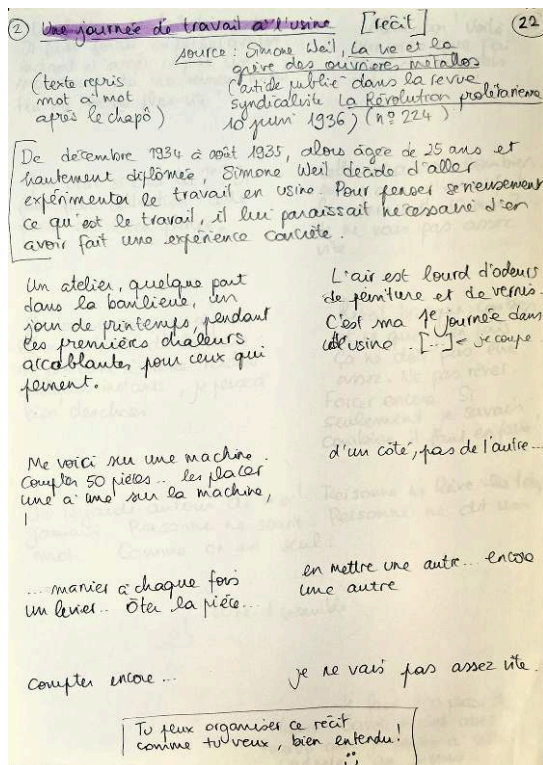 ② Une journée de travail à l'usine [récit] 22
source : Simone Weil, La vie et la
grève des ouvrières métallos
(article publié dans la revue
syndicaliste La Révolution prolétarienne
10 juin 1936) (n° 224)
(texte repris
mot à mot
après le chapô)
De décembre 1934 à août 1935, alors âgée de 25 ans et
hautement diplômée, Simone Weil décide d'aller
expérimenter le travail en usine. Pour penser sérieusement
ce qu'est le travail, il lui paraissait nécessaire d'en
avoir fait une expérience concrète.
Un atelier, quelque part
dans la banlieue, un
jour de printemps, pendant
ces premières chaleurs
accablantes pour ceux qui
peinent.
L'air est lourd d'odeurs
de peinture et de vernis.
C'est ma 1e journée dans
usine [...] ← je coupe.
Me voici sur une machine.
Compter 50 pièces.. les placer
une à une sur la machine,
d'un côté, pas de l'autre...
... manier à chaque fois
un levier.. Ôter la pièce...
en mettre une autre... encore
une autre
Compter encore...
je ne vais pas assez vite.
Tu peux organiser ce récit
comme tu veux, bien entendu !